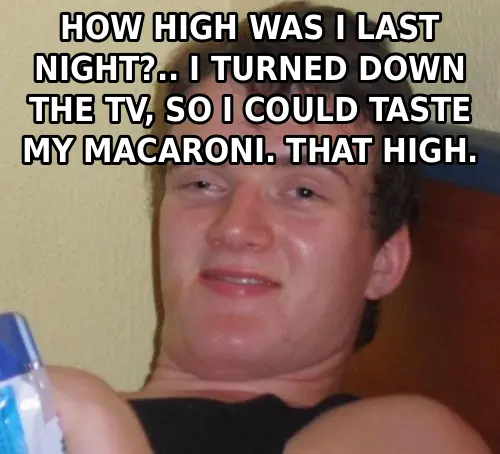 HOW HIGH WAS I LAST
NIGHT?.. I TURNED DOWN
THE TV, SO I COULD TASTE
MY MACARONI. THAT HIGH.